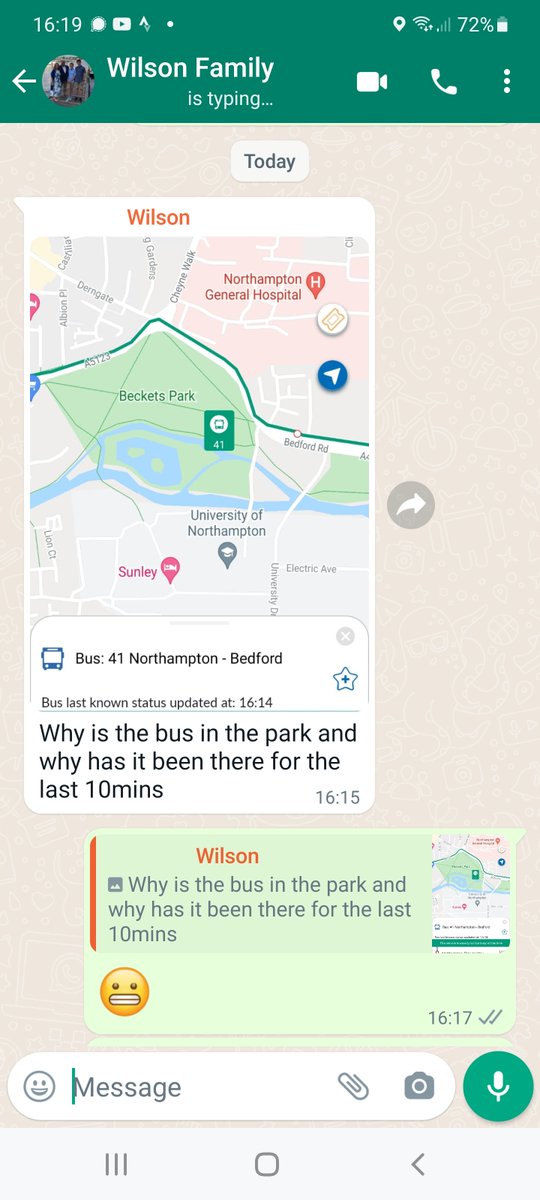 16:19
72%
Wilson Family
is typing...
Today
Wilson
Castilia
g Gardens
Cheyne Walk
Cli
Northampton
General Hospital
H
Derngate
Albion Pl
A5123
Beckets Park
41
Bedford Rd
A4
University of
Northampton
Lion Ct
Sunley
University Dr
Electric Ave
Bus: 41 Northampton - Bedford
Bus last known status updated at: 16:14
Why is the bus in the park and
why has it been there for the
last 10mins
16:15
Wilson
Why is the bus in the park and
why has it been there for the last
10mins
16:17
Message